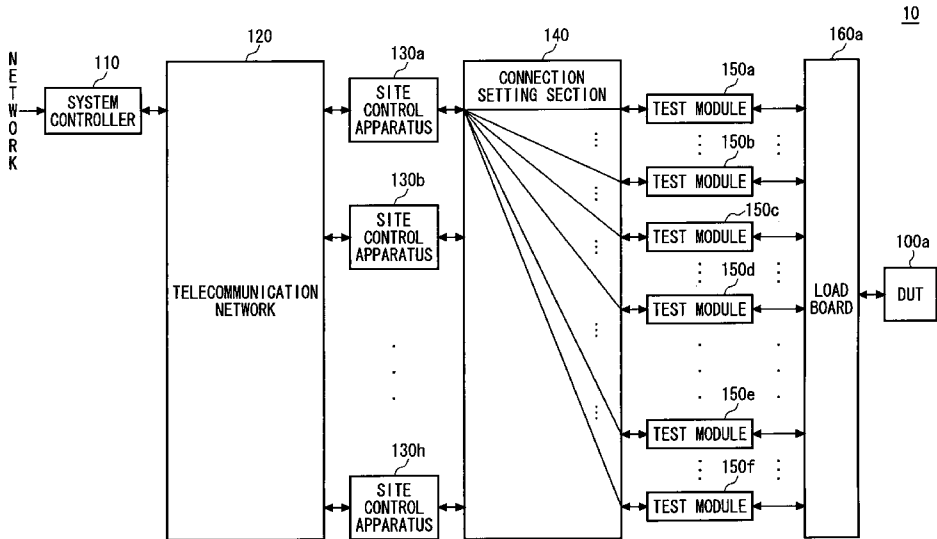 10
NETWORK
110
SYSTEM
CONTROLLER
120
TELECOMMUNICATION
NETWORK
130a
SITE
CONTROL
APPARATUS
130b
SITE
CONTROL
APPARATUS
130h
SITE
CONTROL
APPARATUS
140
CONNECTION
SETTING SECTION
150a
TEST MODULE
150b
TEST MODULE
150c
TEST MODULE
150d
TEST MODULE
150e
TEST MODULE
150f
TEST MODULE
160a
LOAD
BOARD
100a
DUT